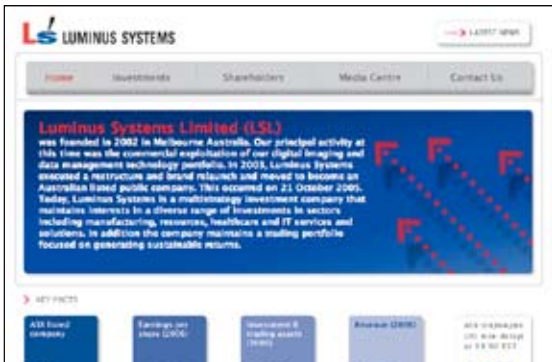 LS LUMINUS SYSTEMS
LATEST NEWS
Home Investments Shareholders Media Centre Contact Us
Luminus Systems Limited (LSL)
was founded in 2002 in Melbourne Australia. Our principal activity at
this time was the commercial exploitation of our digital imaging and
data management technology portfolio. In 2003, Luminus Systems
executed a restructure and brand relaunch and moved to become an
Australian listed public company. This occurred on 21 October 2005.
Today, Luminus Systems is a multistrategy investment company that
maintains interests in a diverse range of investments in sectors
including manufacturing, resources, healthcare and IT services and
solutions. In addition the company maintains a trading portfolio
focused on generating sustainable returns.
KEY FACTS
ASX listed
company
Earnings per
share (2006)
Investment &
trading assets
Revenue (2006)